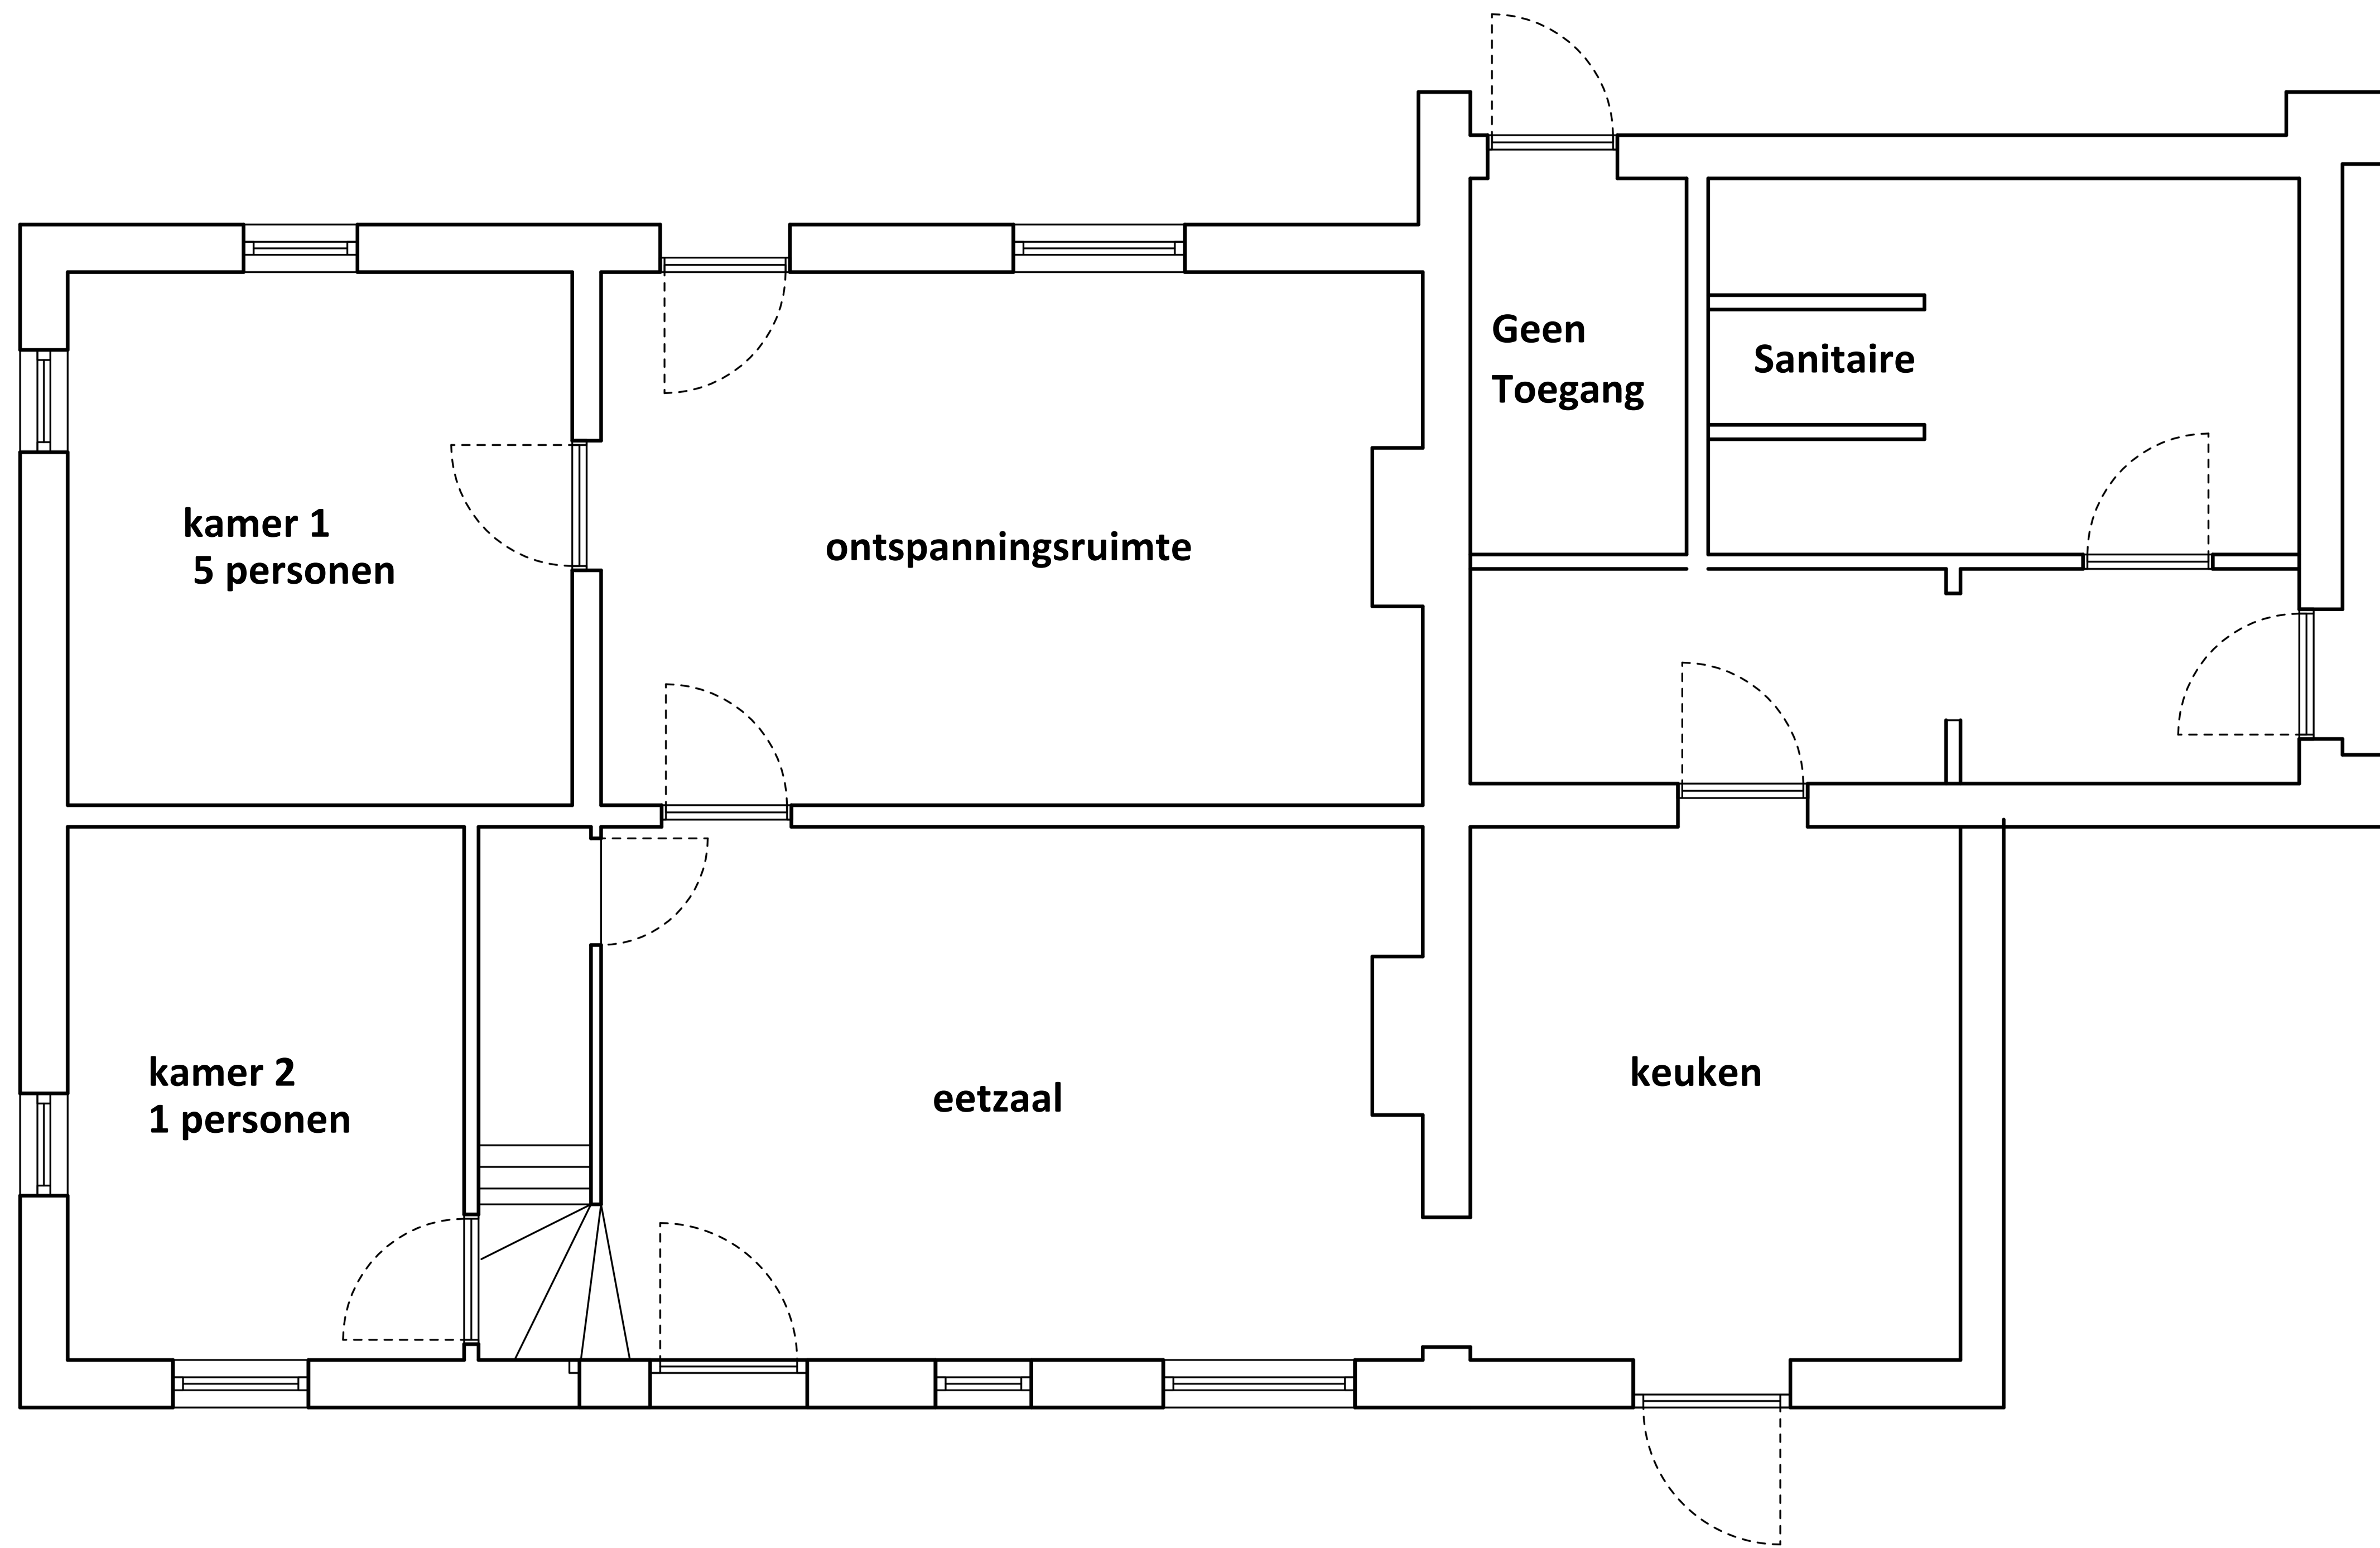 Geen
Toegang
Sanitaire
kamer 1
5 personen
ontspanningsruimte
kamer 2
1 personen
eetzaal
keuken